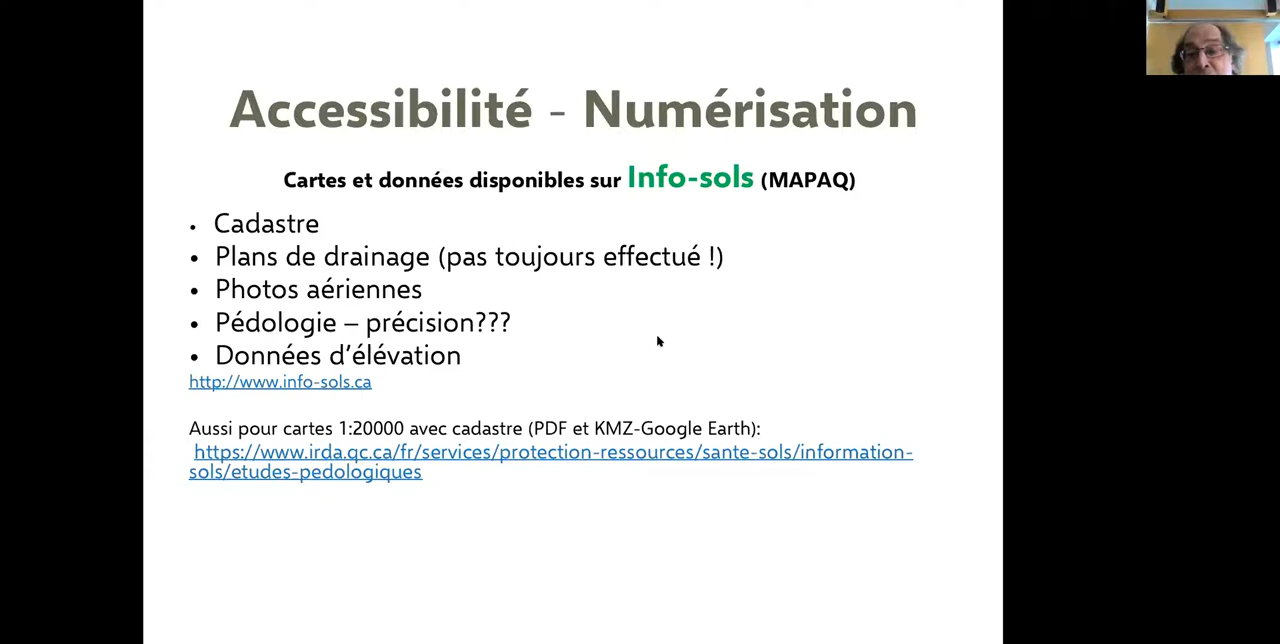 Accessibilité - Numérisation
Cartes et données disponibles sur Info-sols (MAPAQ)
• Cadastre
• Plans de drainage (pas toujours effectué !)
• Photos aériennes
• Pédologie – précision???
• Données d’élévation
http://www.info-sols.ca
Aussi pour cartes 1:20000 avec cadastre (PDF et KMZ-Google Earth):
https://www.irda.qc.ca/fr/services/protection-ressources/sante-sols/information-
sols/etudes-pedologiques